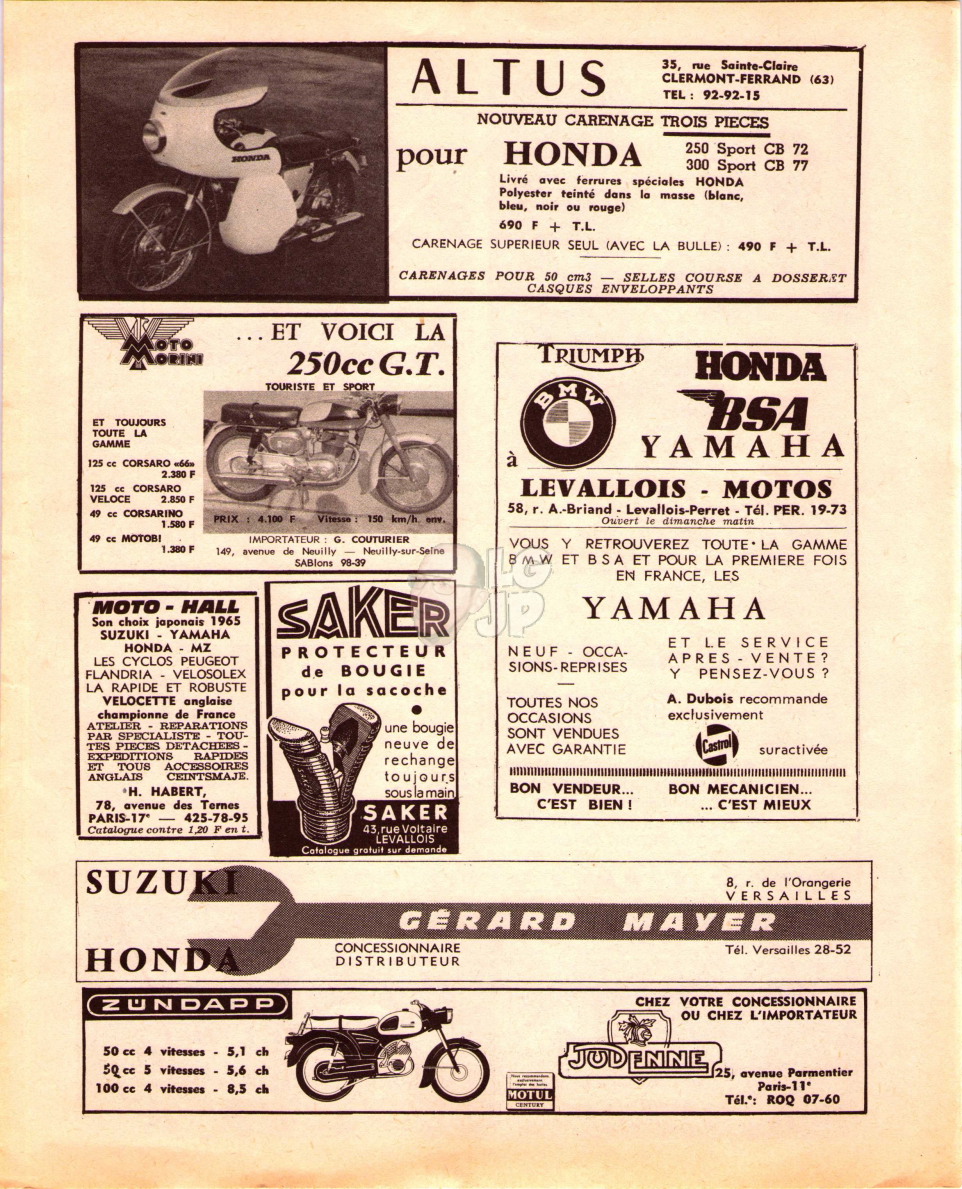 ALTUS
35, rue Sainte-Claire
CLERMONT-FERRAND (63)
TEL : 92-92-15
NOUVEAU CARENAGE TROIS PIECES
pour HONDA
250 Sport CB 72
300 Sport CB 77
Livré avec ferrures spéciales HONDA
Polyester teinté dans la masse (blanc,
bleu, noir ou rouge)
690 F + T.L.
CARENAGE SUPERIEUR SEUL (AVEC LA BULLE) : 490 F + T.L.
CARENAGES POUR 50 cm3 — SELLES COURSE A DOSSERET
CASQUES ENVELOPPANTS
HONDA
MOTO
MORINI
...ET VOICI LA
250cc G.T.
TOURISTE ET SPORT
ET TOUJOURS
TOUTE LA
GAMME
125 cc CORSARO «66»
2.380 F
125 cc CORSARO
VELOCE 2.850 F
49 cc CORSARINO
1.580 F
49 cc MOTOBI
1.380 F
PRIX : 4.100 F Vitesse : 150 km/h. env.
IMPORTATEUR : G. COUTURIER
149, avenue de Neuilly — Neuilly-sur-Seine
SABlons 98-39
TRIUMPH
HONDA
BMW
BSA
YAMAHA
à
LEVALLOIS - MOTOS
58, r. A.-Briand - Levallois-Perret - Tél. PER. 19-73
Ouvert le dimanche matin
VOUS Y RETROUVEREZ TOUTE LA GAMME
BMW ET BSA ET POUR LA PREMIERE FOIS
EN FRANCE, LES
YAMAHA
NEUF - OCCA-
SIONS-REPRISES
TOUTES NOS
OCCASIONS
SONT VENDUES
AVEC GARANTIE
ET LE SERVICE
APRES-VENTE?
Y PENSEZ-VOUS?
A. Dubois recommande
exclusivement
Castrol
suractivée
BON VENDEUR...
C'EST BIEN !
BON MECANICIEN...
... C'EST MIEUX
LG
JP
MOTO - HALL
Son choix japonais 1965
SUZUKI - YAMAHA
HONDA - MZ
LES CYCLOS PEUGEOT
FLANDRIA - VELOSOLEX
LA RAPIDE ET ROBUSTE
VELOCETTE anglaise
championne de France
ATELIER - REPARATIONS
PAR SPECIALISTE - TOU-
TES PIECES DETACHEES -
EXPEDITIONS RAPIDES
ET TOUS ACCESSOIRES
ANGLAIS CEINTSMAJE.
H. HABERT,
78, avenue des Ternes
PARIS-17e — 425-78-95
Catalogue contre 1,20 F en t.
SAKER
PROTECTEUR
de BOUGIE
pour la sacoche
une bougie
neuve de
rechange
toujours
sous la main
SAKER
43, rue Voltaire
LEVALLOIS
Catalogue gratuit sur demande
SUZUKI
HONDA
GÉRARD MAYER
CONCESSIONNAIRE
DISTRIBUTEUR
8, r. de l'Orangerie
VERSAILLES
Tél. Versailles 28-52
ZÜNDAPP
50 cc 4 vitesses - 5,1 ch
50 cc 5 vitesses - 5,6 ch
100 cc 4 vitesses - 8,5 ch
CHEZ VOTRE CONCESSIONNAIRE
OU CHEZ L'IMPORTATEUR
JUDENNE
25, avenue Parmentier
Paris-11e
Tél.: ROQ 07-60
Nous recommandons
exclusivement
l'emploi des huiles
MOTUL
CENTURY